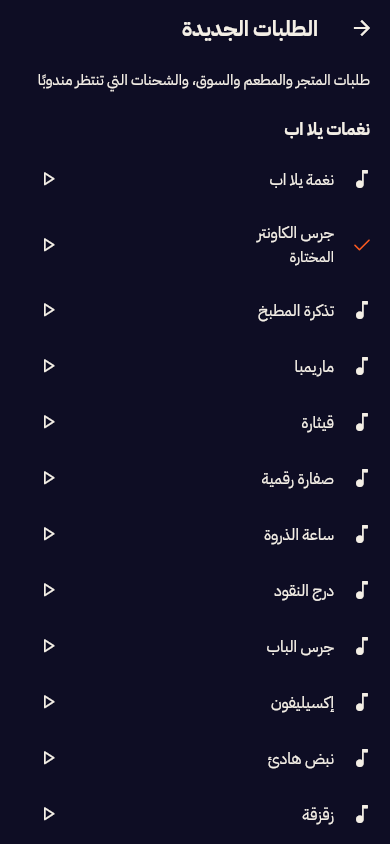 الطلبات الجديدة
طلبات المتجر والمطعم والسوق، والشحنات التي تنتظر مندوبًا
نغمات يلا اب
نغمة يلا اب
جرس الكاونتر
المختارة
تذكرة المطبخ
ماريمبا
قيثارة
صفارة رقمية
ساعة الذروة
درج النقود
جرس الباب
إكسيليفون
نبض هادئ
زقزقة